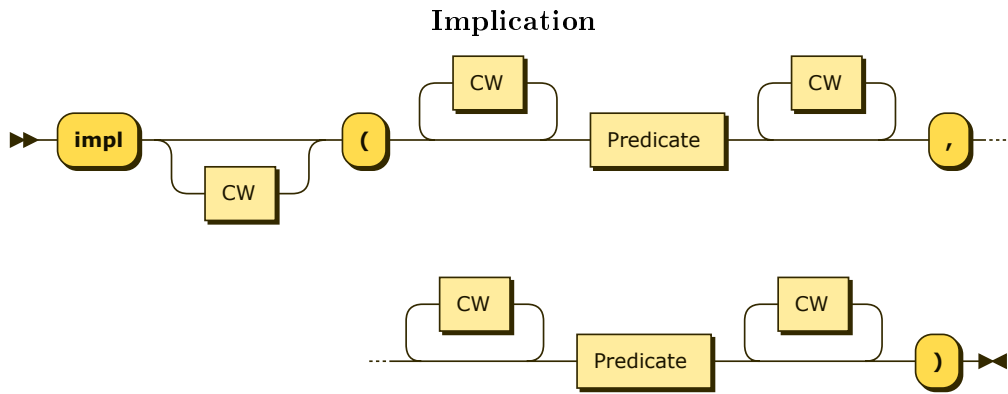 Implication
CW CW
impl ( Predicate ,
CW
CW CW
Predicate )